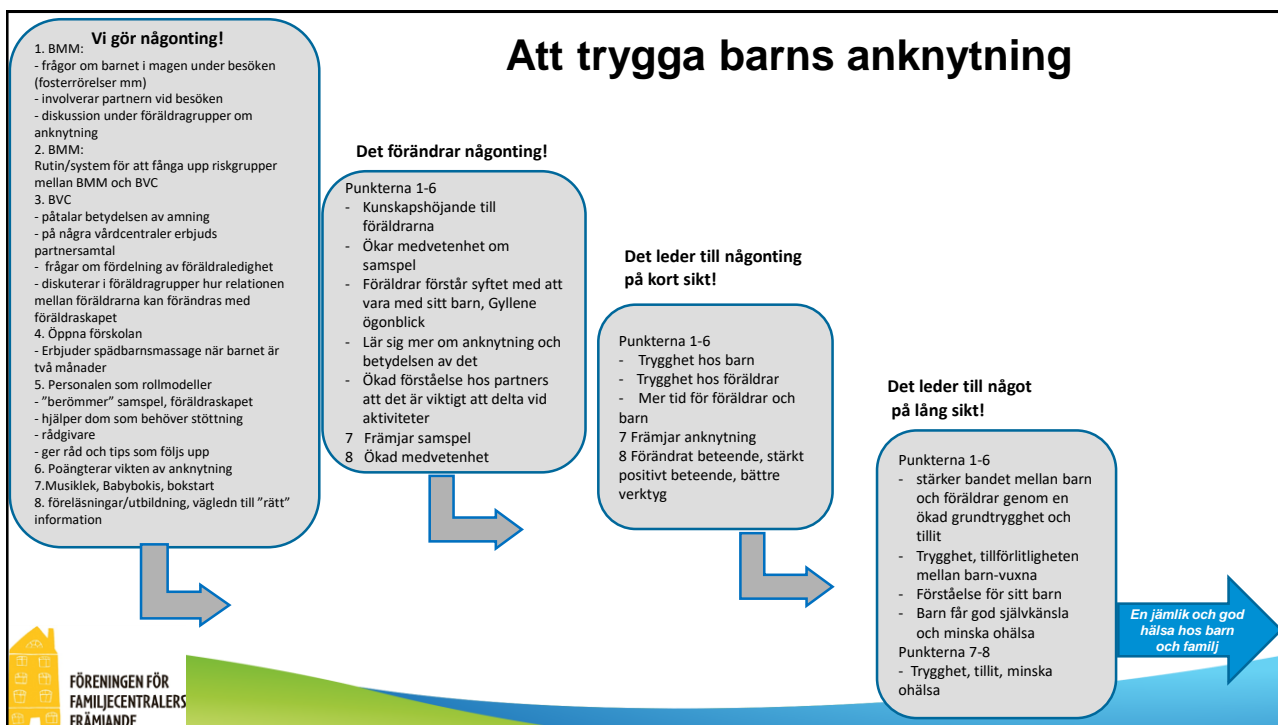 Att trygga barns anknytning
Vi gör någonting!
1. BMM:
- frågor om barnet i magen under besöken
(fosterrörelser mm)
- involverar partnern vid besöken
- diskussion under föräldragrupper om
anknytning
2. BMM:
Rutin/system för att fånga upp riskgrupper
mellan BMM och BVC
3. BVC
- påtalar betydelsen av amning
- på några vårdcentraler erbjuds
partnersamtal
- frågar om fördelning av föräldraledighet
- diskuterar i föräldragrupper hur relationen
mellan föräldrarna kan förändras med
föräldraskapet
4. Öppna förskolan
- Erbjuder spädbarnsmassage när barnet är
två månader
5. Personalen som rollmodeller
- ”berömmer” samspel, föräldraskapet
- hjälper dom som behöver stöttning
- rådgivare
- ger råd och tips som följs upp
6. Poängterar vikten av anknytning
7.Musiklek, Babybokis, bokstart
8. föreläsningar/utbildning, vägledn till ”rätt”
information
Det förändrar någonting!
Punkterna 1-6
- Kunskapshöjande till
föräldrarna
- Ökar medvetenhet om
samspel
- Föräldrar förstår syftet med att
vara med sitt barn, Gyllene
ögonblick
- Lär sig mer om anknytning och
betydelsen av det
- Ökad förståelse hos partners
att det är viktigt att delta vid
aktiviteter
7 Främjar samspel
8 Ökad medvetenhet
Det leder till någonting
på kort sikt!
Punkterna 1-6
- Trygghet hos barn
- Trygghet hos föräldrar
- Mer tid för föräldrar och
barn
7 Främjar anknytning
8 Förändrat beteende, stärkt
positivt beteende, bättre
verktyg
Det leder till något
på lång sikt!
Punkterna 1-6
- stärker bandet mellan barn
och föräldrar genom en
ökad grundtrygghet och
tillit
- Trygghet, tillförlitligheten
mellan barn-vuxna
- Förståelse för sitt barn
- Barn får god självkänsla
och minska ohälsa
Punkterna 7-8
- Trygghet, tillit, minska
ohälsa
En jämlik och god
hälsa hos barn
och familj
FÖRENINGEN FÖR
FAMILJECENTRALERS
FRÄMJANDE